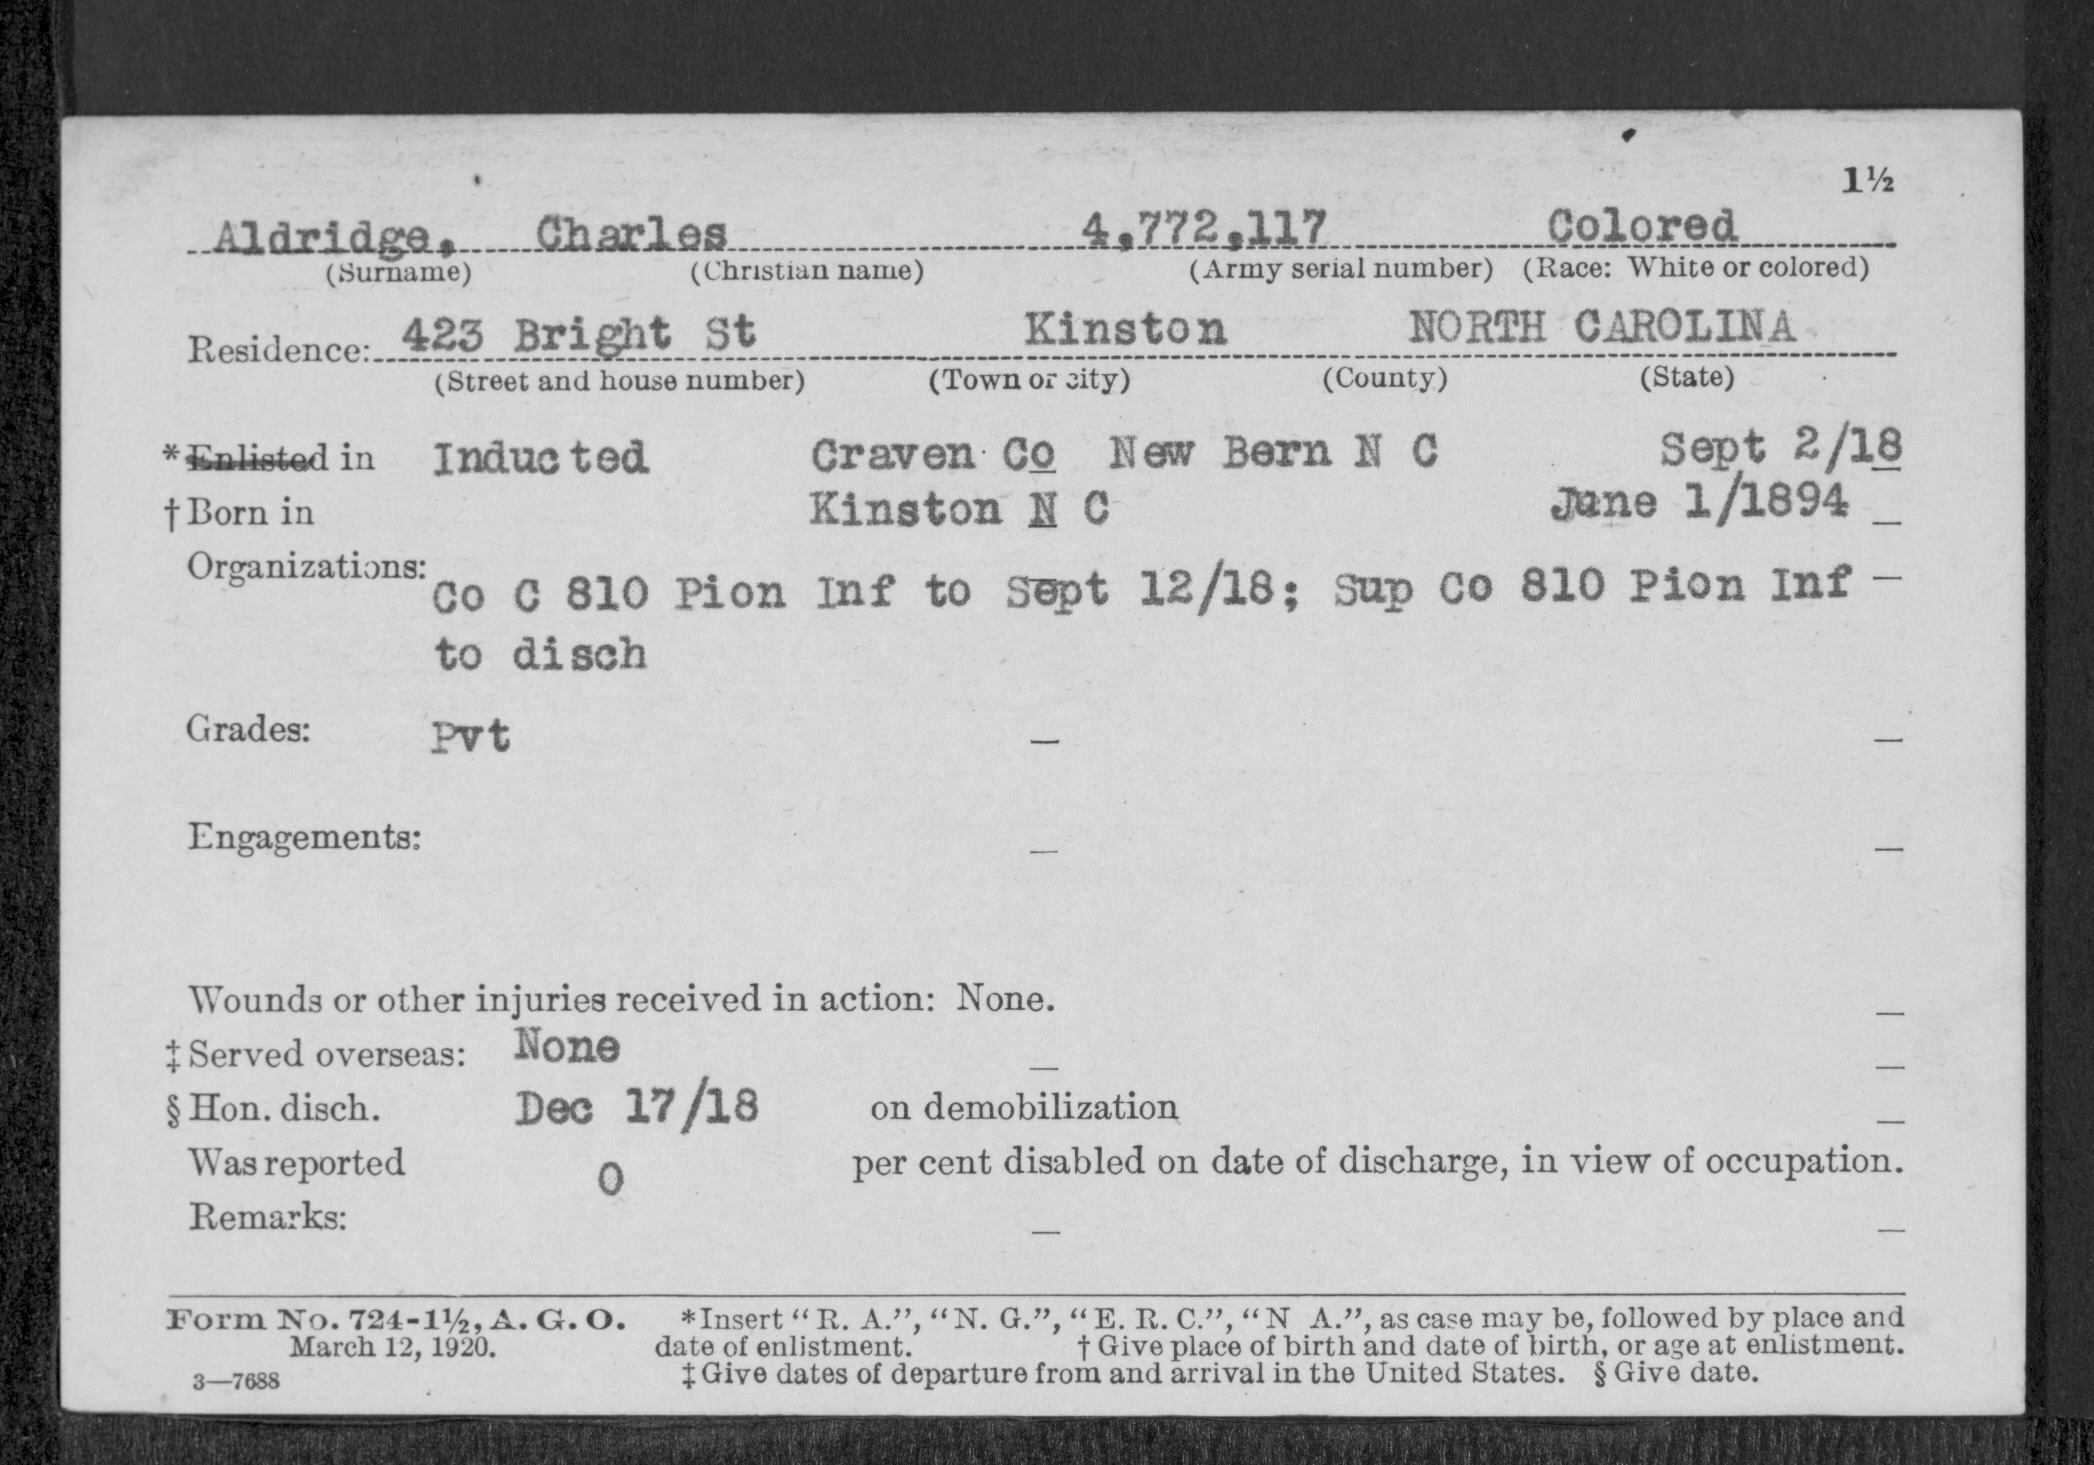 1½
Aldridge, Charles 4,772,117 Colored
(Surname) (Christian name) (Army serial number) (Race: White or colored)
Residence: 423 Bright St Kinston NORTH CAROLINA
(Street and house number) (Town or city) (County) (State)
*Enlisted in Inducted Craven Co New Bern N C Sept 2/18
†Born in Kinston N C June 1/1894
Organizations:
Co C 810 Pion Inf to Sept 12/18; Sup Co 810 Pion Inf
to disch
Grades: Pvt
Engagements:
Wounds or other injuries received in action: None.
‡Served overseas: None
§Hon. disch. Dec 17/18 on demobilization
Was reported 0 per cent disabled on date of discharge, in view of occupation.
Remarks:
Form No. 724-1½, A. G. O. *Insert “R. A.”, “N. G.”, “E. R. C.”, “N A.”, as case may be, followed by place and
March 12, 1920. date of enlistment. †Give place of birth and date of birth, or age at enlistment.
3—7688 ‡Give dates of departure from and arrival in the United States. §Give date.